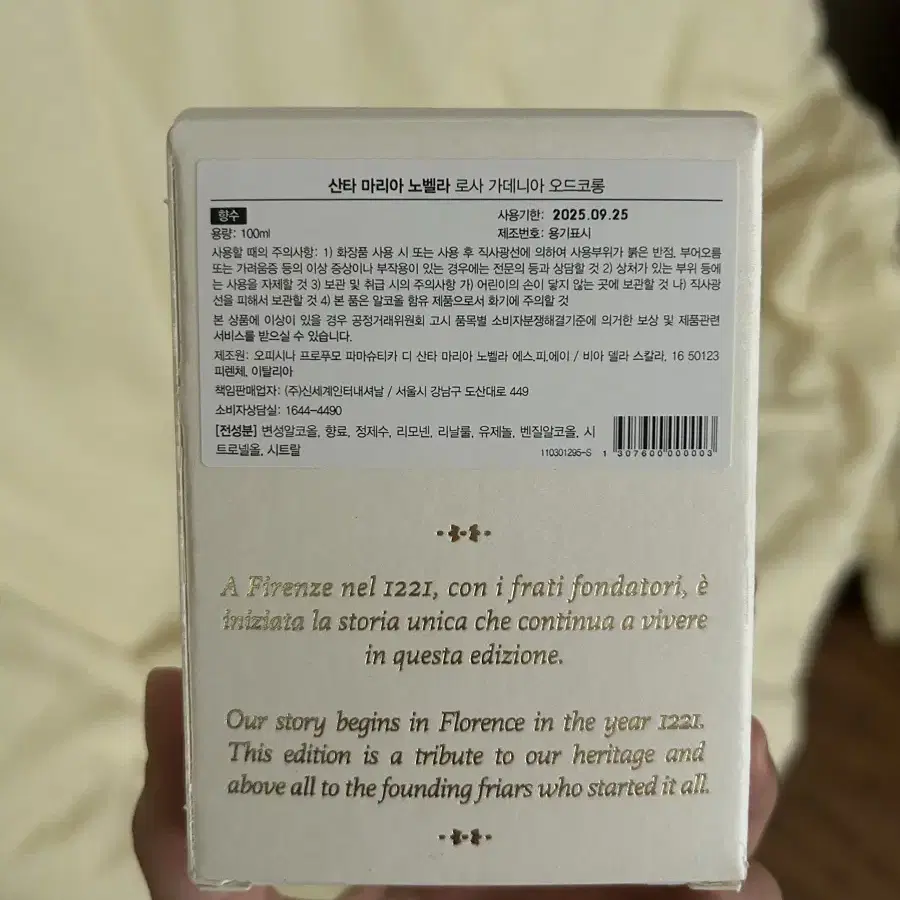 산타 마리아 노벨라 로사 가데니아 오드코롱
향수
사용기한: 2025.09.25
용량: 100ml
제조번호: 용기표시
사용할 때의 주의사항: 1) 화장품 사용 시 또는 사용 후 직사광선에 의하여 사용부위가 붉은 반점, 부어오름
또는 가려움증 등의 이상 증상이나 부작용이 있는 경우에는 전문의 등과 상담할 것 2) 상처가 있는 부위 등에
는 사용을 자제할 것 3) 보관 및 취급 시의 주의사항 가) 어린이의 손이 닿지 않는 곳에 보관할 것 나) 직사광
선을 피해서 보관할 것 4) 본 품은 알코올 함유 제품으로서 화기에 주의할 것
본 상품에 이상이 있을 경우 공정거래위원회 고시 품목별 소비자분쟁해결기준에 의거한 보상 및 제품관련
서비스를 받으실 수 있습니다.
제조원: 오피시나 프로푸모 파마슈티카 디 산타 마리아 노벨라 에스.피.에이 / 비아 델라 스칼라, 16 50123
피렌체, 이탈리아
책임판매업자: (주)신세계인터내셔날 / 서울시 강남구 도산대로 449
소비자상담실: 1644-4490
[전성분] 변성알코올, 향료, 정제수, 리모넨, 리날룰, 유제놀, 벤질알코올, 시
트로넬올, 시트랄
110301295-S 1 307600 000003
A Firenze nel 1221, con i frati fondatori, è
iniziata la storia unica che continua a vivere
in questa edizione.
Our story begins in Florence in the year 1221.
This edition is a tribute to our heritage and
above all to the founding friars who started it all.